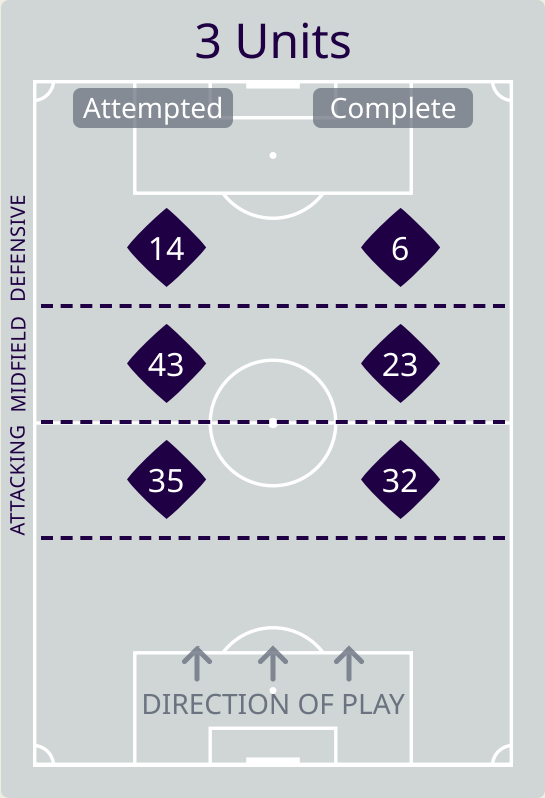 3 Units
Attempted Complete
DEFENSIVE
14 6
MIDFIELD
43 23
ATTACKING
35 32
DIRECTION OF PLAY